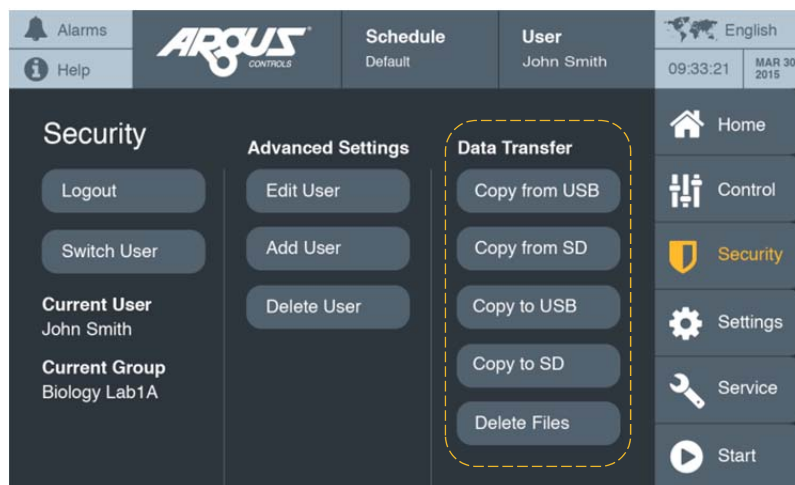 Alarms
Help
ARGUS
CONTROLS
Schedule
Default
User
John Smith
English
09:33:21
MAR 30
2015
Security
Logout
Switch User
Current User
John Smith
Current Group
Biology Lab1A
Advanced Settings
Edit User
Add User
Delete User
Data Transfer
Copy from USB
Copy from SD
Copy to USB
Copy to SD
Delete Files
Home
Control
Security
Settings
Service
Start